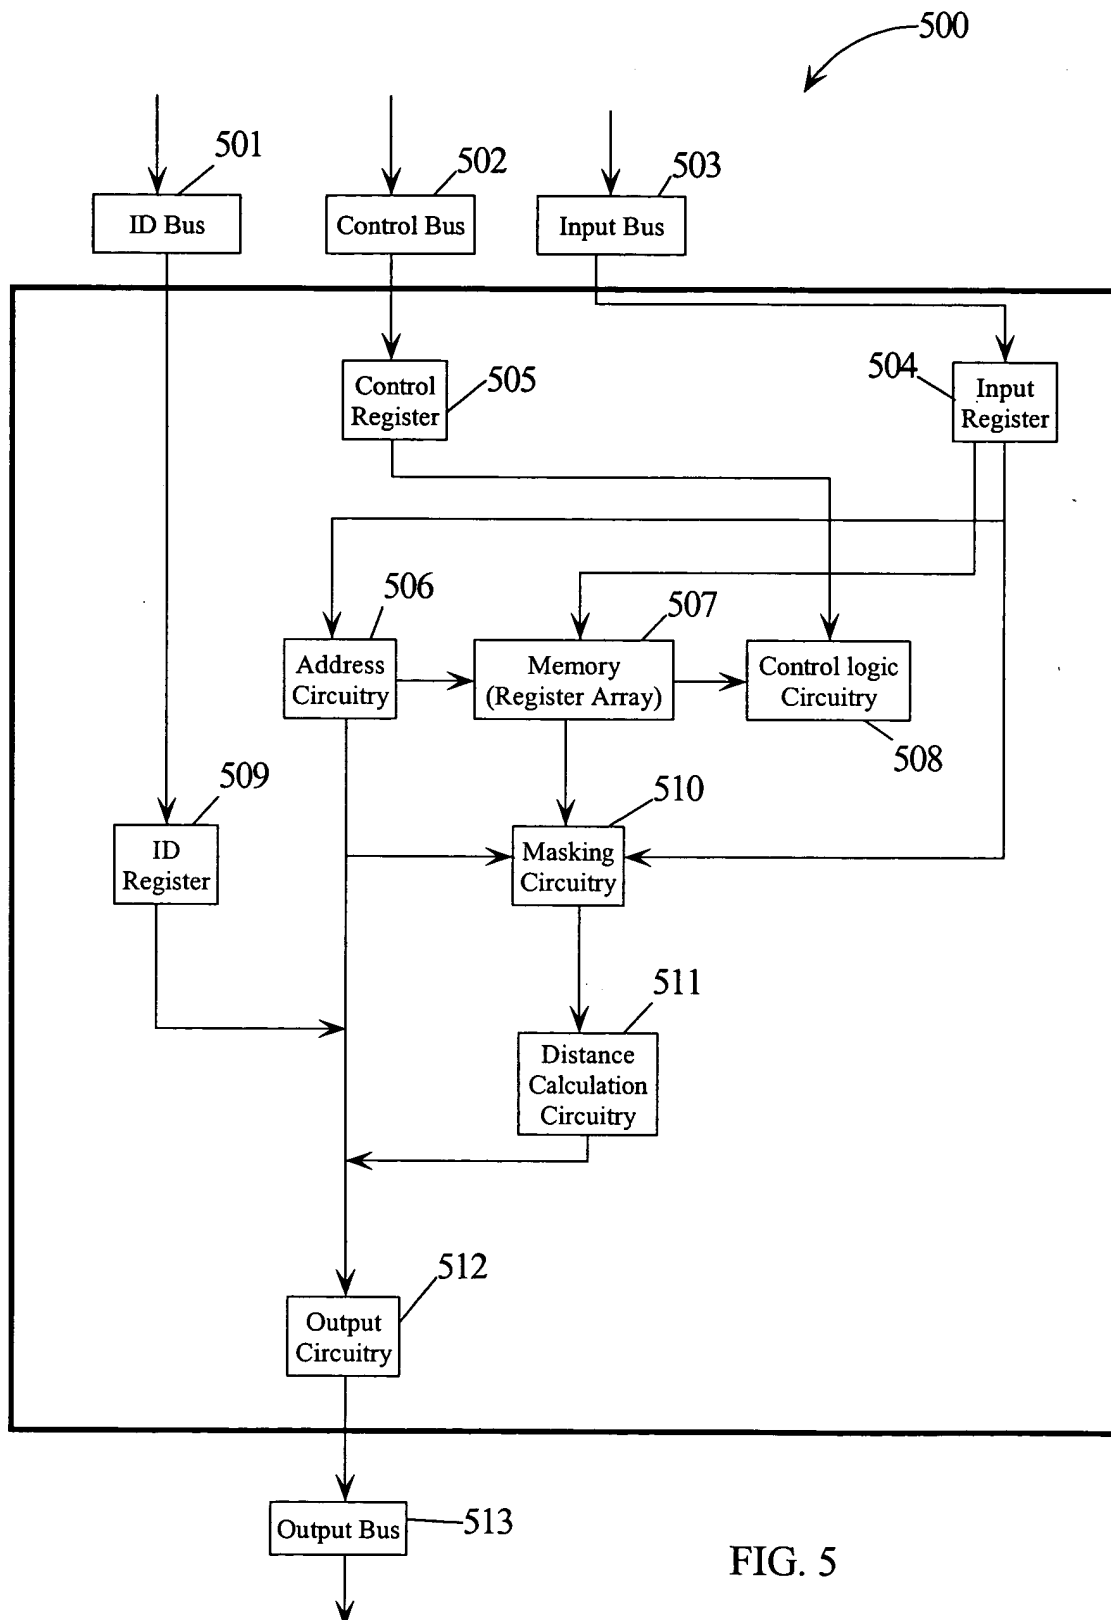 500
501
502
503
ID Bus
Control Bus
Input Bus
Control
Register
505
504
Input
Register
506
507
Address
Circuitry
Memory
(Register Array)
Control logic
Circuitry
508
509
510
ID
Register
Masking
Circuitry
511
Distance
Calculation
Circuitry
512
Output
Circuitry
Output Bus
513
FIG. 5